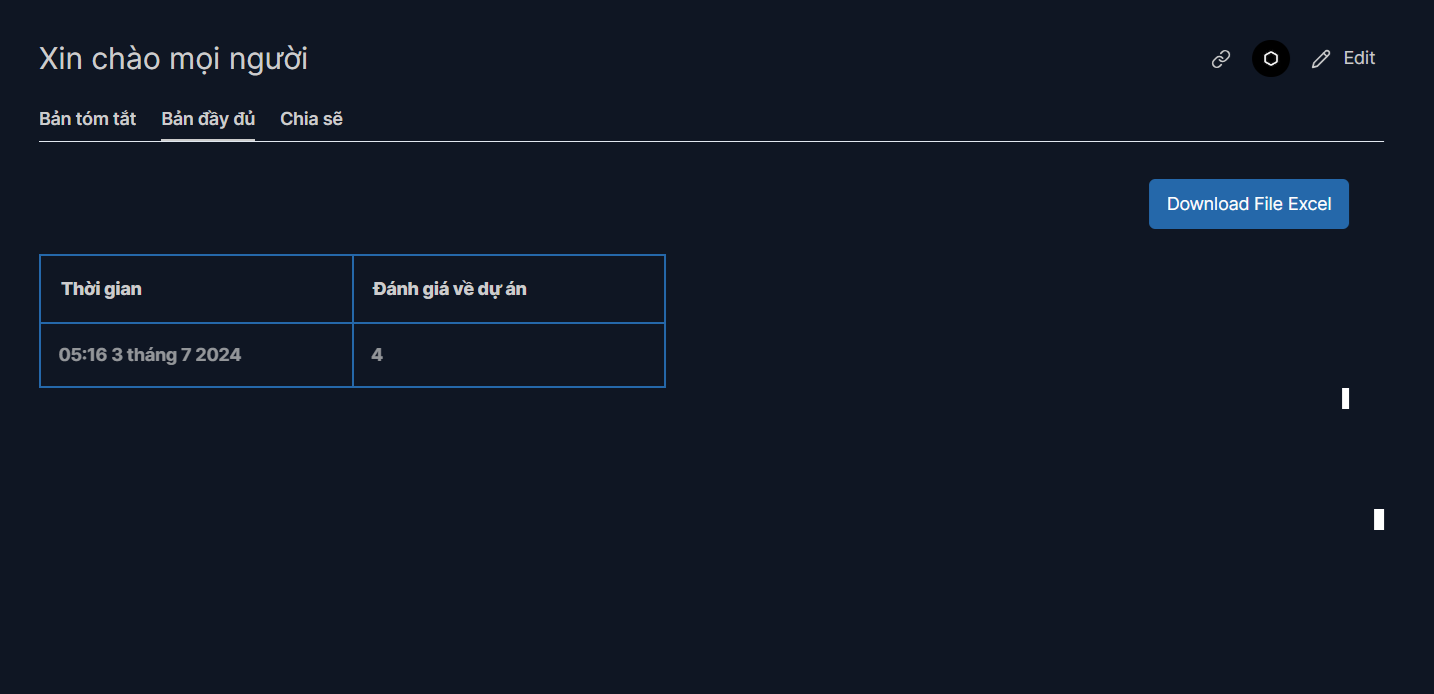 Xin chào mọi người
Edit
Bản tóm tắt Bản đầy đủ Chia sẽ
Download File Excel
Thời gian Đánh giá về dự án
05:16 3 tháng 7 2024 4